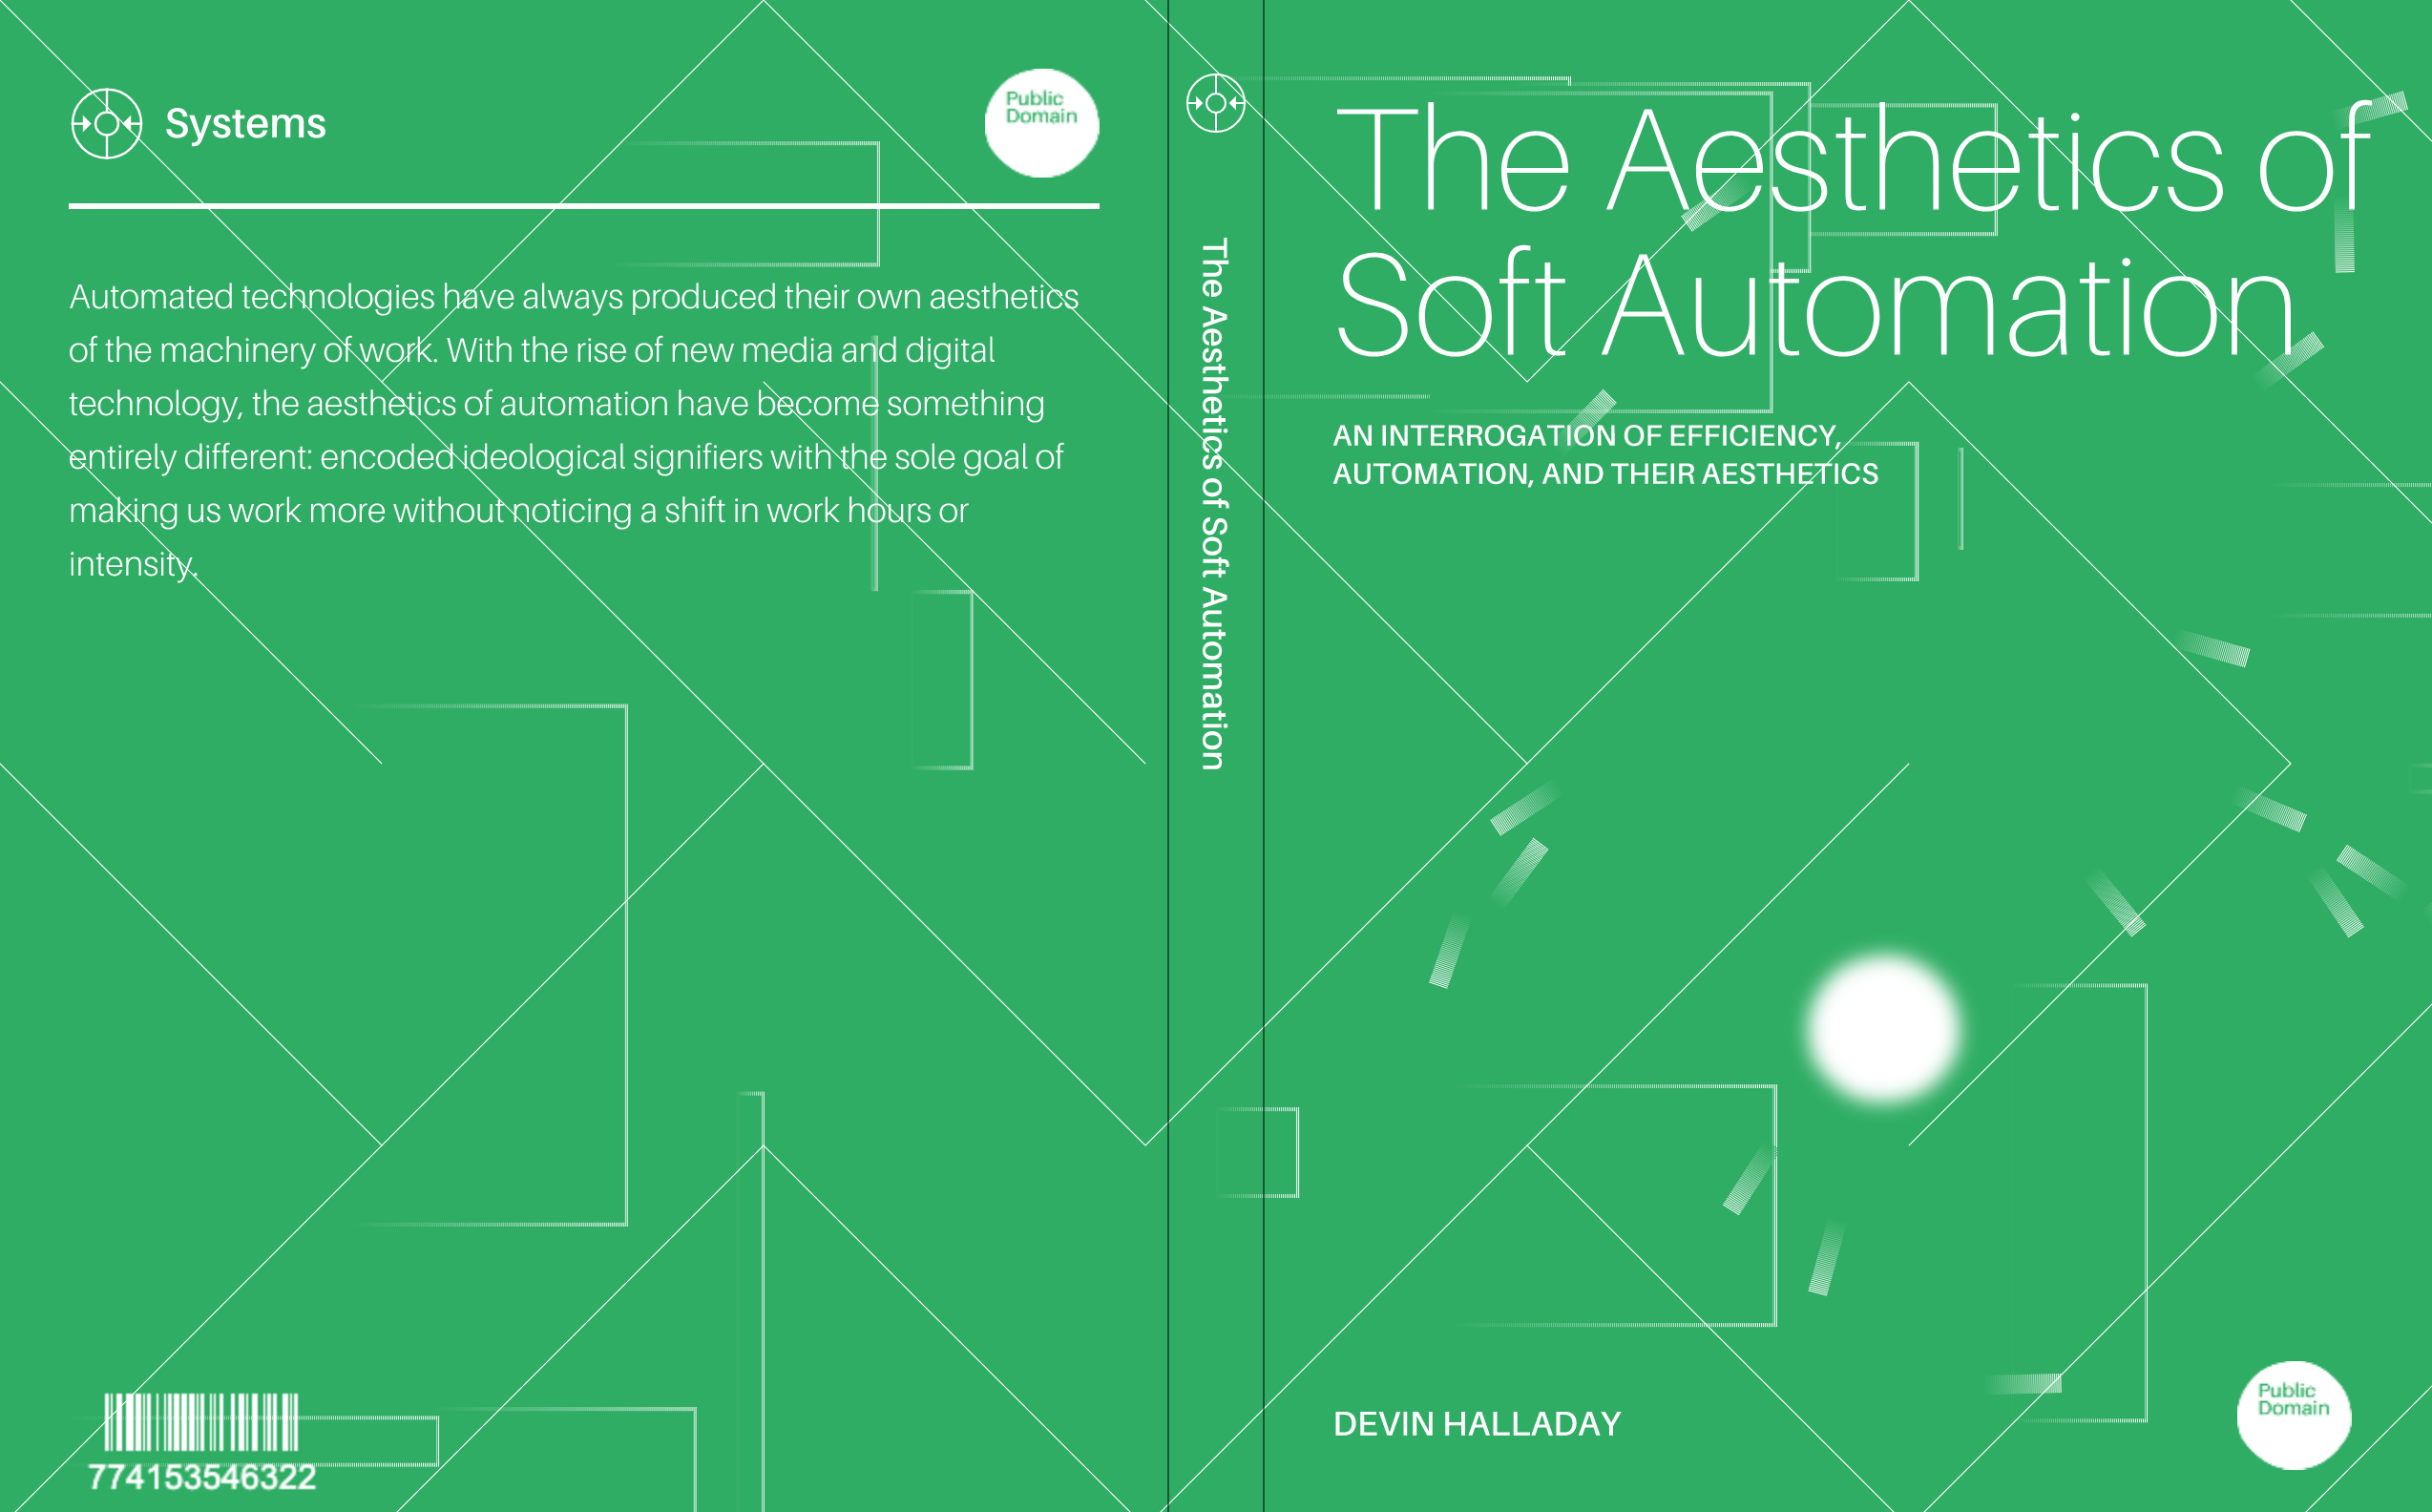 Systems
Public
Domain
Automated technologies have always produced their own aesthetics
of the machinery of work. With the rise of new media and digital
technology, the aesthetics of automation have become something
entirely different: encoded ideological signifiers with the sole goal of
making us work more without noticing a shift in work hours or
intensity.
774153546322
The Aesthetics of Soft Automation
The Aesthetics of
Soft Automation
AN INTERROGATION OF EFFICIENCY,
AUTOMATION, AND THEIR AESTHETICS
DEVIN HALLADAY
Public
Domain